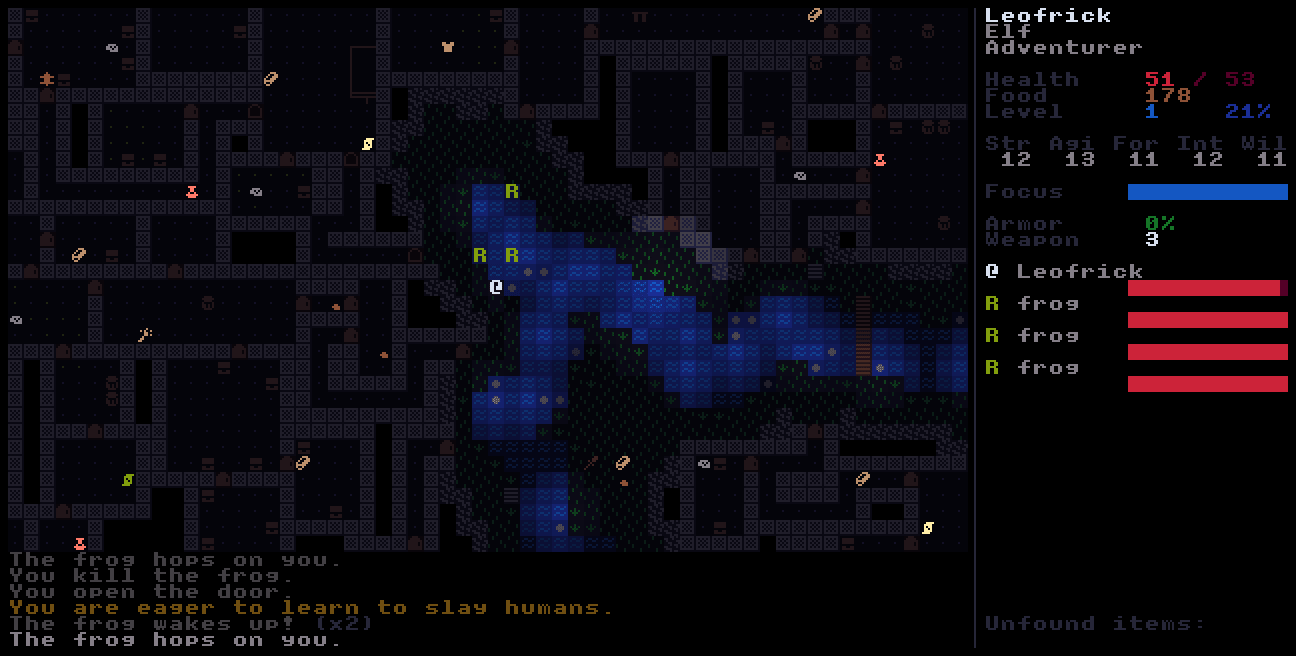 Leofrick
Elf
Adventurer
Health 51 / 53
Food 178
Level 1 21%
Str Agi For Int Wil
12 13 11 12 11
Focus
Armor 0%
Weapon 3
@ Leofrick
R frog
R frog
R frog
The frog hops on you.
You kill the frog.
You open the door.
You are eager to learn to slay humans.
The frog wakes up! (x2)
The frog hops on you.
Unfound items: